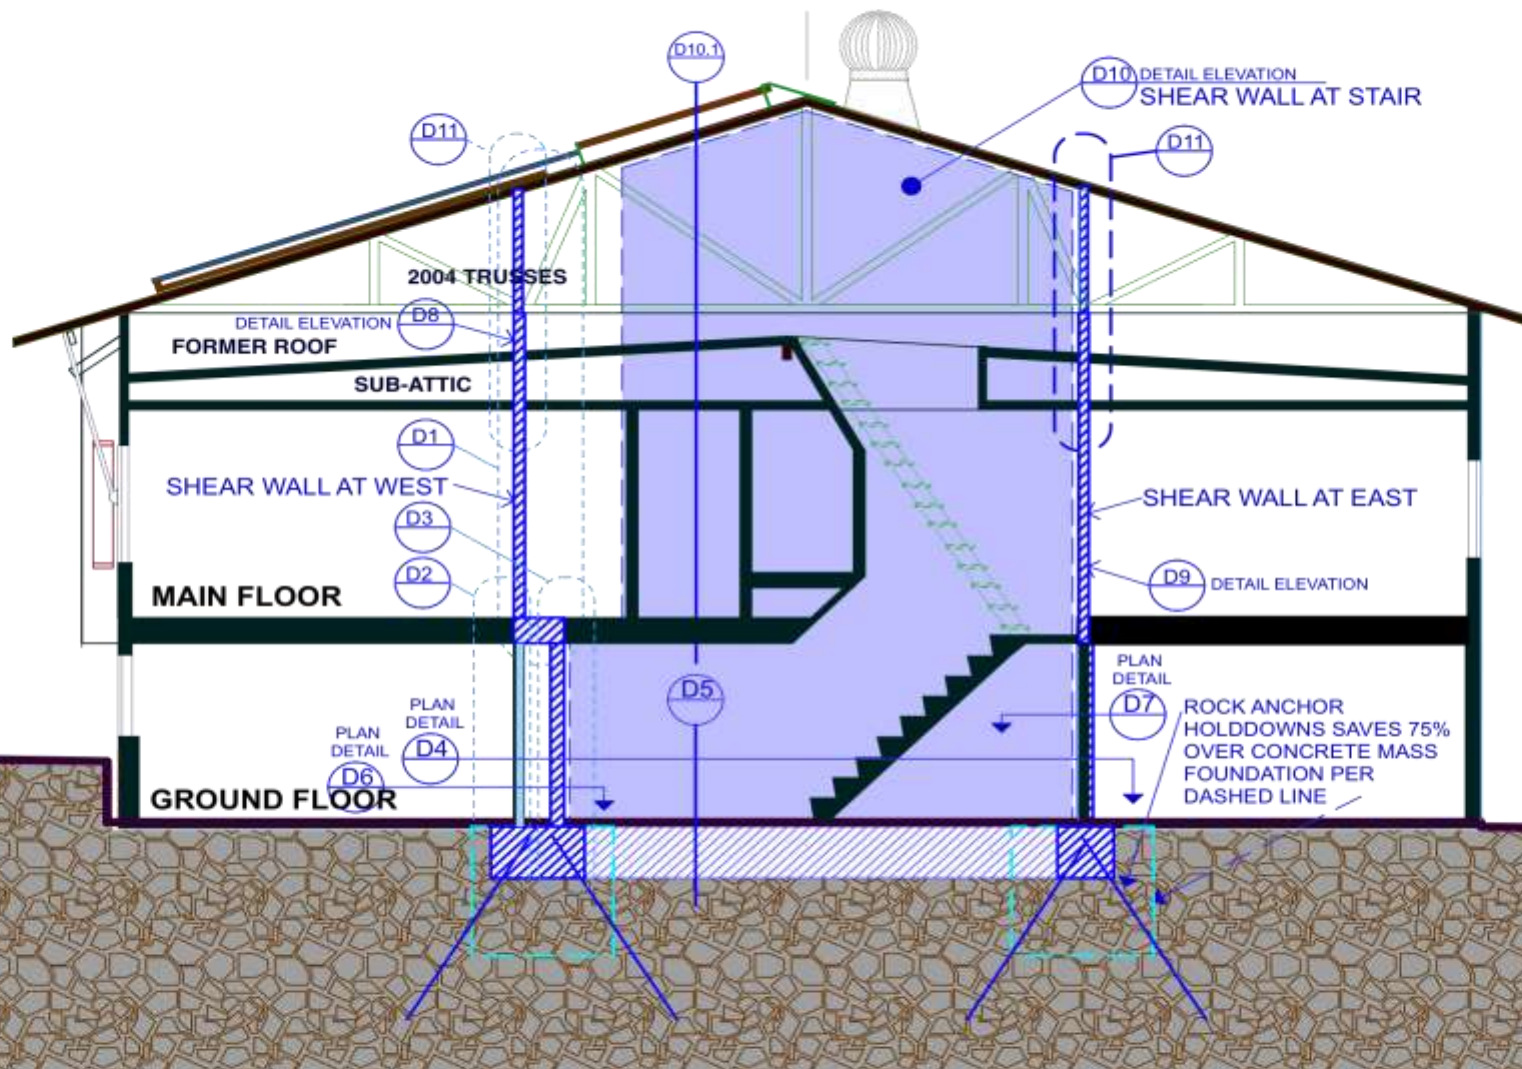 D10.1
D10 DETAIL ELEVATION
SHEAR WALL AT STAIR
D11
D11
2004 TRUSSES
DETAIL ELEVATION D8
FORMER ROOF
SUB-ATTIC
D1
SHEAR WALL AT WEST
SHEAR WALL AT EAST
D3
D2
D9 DETAIL ELEVATION
MAIN FLOOR
PLAN
DETAIL
D7
D5
PLAN
DETAIL
D4
PLAN
DETAIL
D6
ROCK ANCHOR
HOLDDOWNS SAVES 75%
OVER CONCRETE MASS
FOUNDATION PER
DASHED LINE
GROUND FLOOR